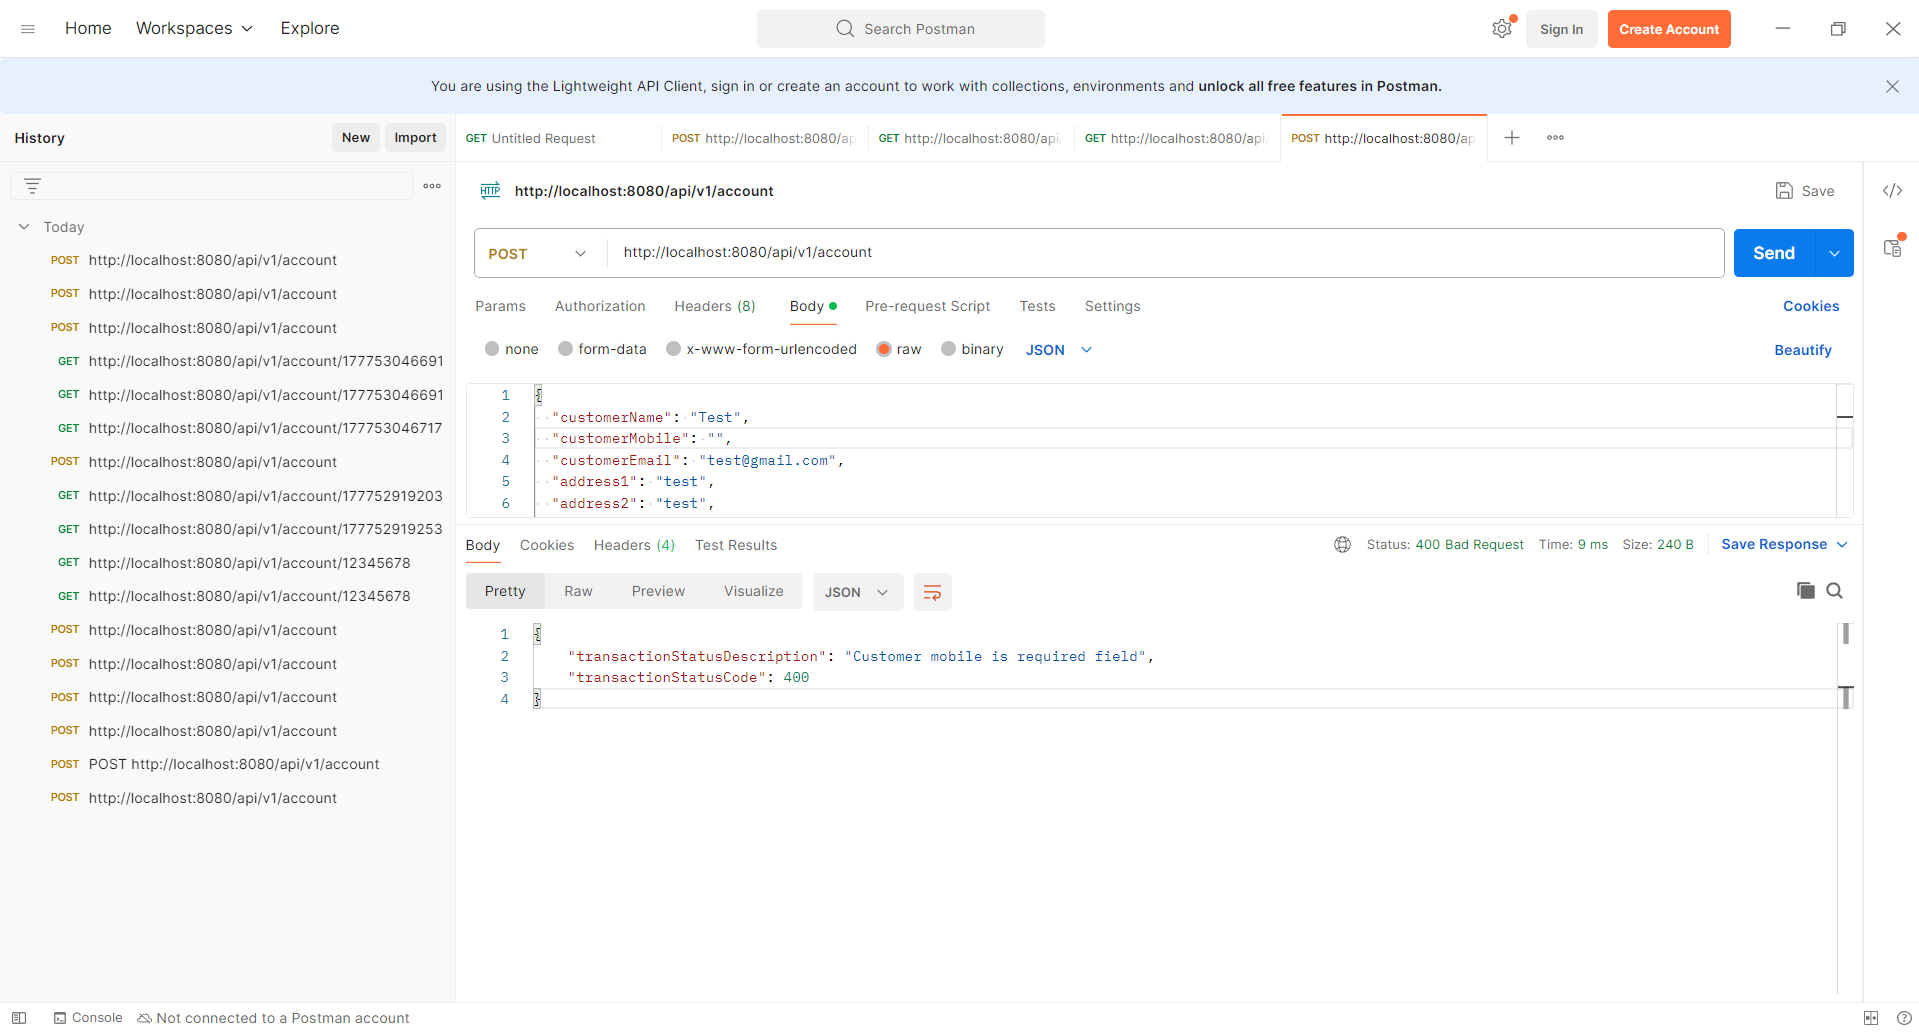 Home Workspaces Explore Search Postman Sign In Create Account
You are using the Lightweight API Client, sign in or create an account to work with collections, environments and unlock all free features in Postman.
History New Import
GET Untitled Request POST http://localhost:8080/ap GET http://localhost:8080/api/ GET http://localhost:8080/api/ POST http://localhost:8080/ap
HTTP http://localhost:8080/api/v1/account Save
Today
POST http://localhost:8080/api/v1/account
POST http://localhost:8080/api/v1/account
POST http://localhost:8080/api/v1/account
GET http://localhost:8080/api/v1/account/177753046691
GET http://localhost:8080/api/v1/account/177753046691
GET http://localhost:8080/api/v1/account/177753046717
POST http://localhost:8080/api/v1/account
GET http://localhost:8080/api/v1/account/177752919203
GET http://localhost:8080/api/v1/account/177752919253
GET http://localhost:8080/api/v1/account/12345678
GET http://localhost:8080/api/v1/account/12345678
POST http://localhost:8080/api/v1/account
POST http://localhost:8080/api/v1/account
POST http://localhost:8080/api/v1/account
POST http://localhost:8080/api/v1/account
POST POST http://localhost:8080/api/v1/account
POST http://localhost:8080/api/v1/account
POST http://localhost:8080/api/v1/account Send
Params Authorization Headers (8) Body Pre-request Script Tests Settings Cookies
none form-data x-www-form-urlencoded raw binary JSON Beautify
1 {
2 "customerName": "Test",
3 "customerMobile": "",
4 "customerEmail": "test@gmail.com",
5 "address1": "test",
6 "address2": "test",
Body Cookies Headers (4) Test Results Status: 400 Bad Request Time: 9 ms Size: 240 B Save Response
Pretty Raw Preview Visualize JSON
1 {
2 "transactionStatusDescription": "Customer mobile is required field",
3 "transactionStatusCode": 400
4 }
Console Not connected to a Postman account